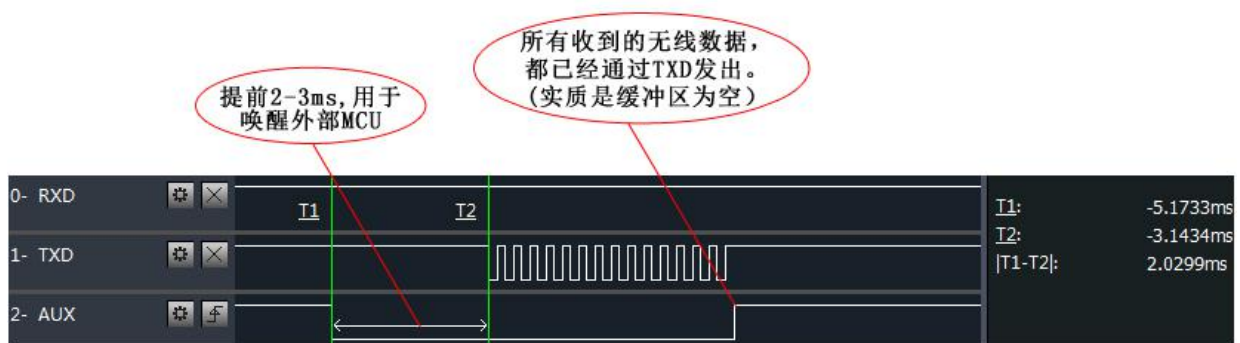 所有收到的无线数据，
都已经通过TXD发出。
(实质是缓冲区为空）
提前2-3ms,用于
唤醒外部MCU
0- RXD
T1
T2
T1: -5.1733ms
T2: -3.1434ms
|T1-T2|: 2.0299ms
1- TXD
2- AUX